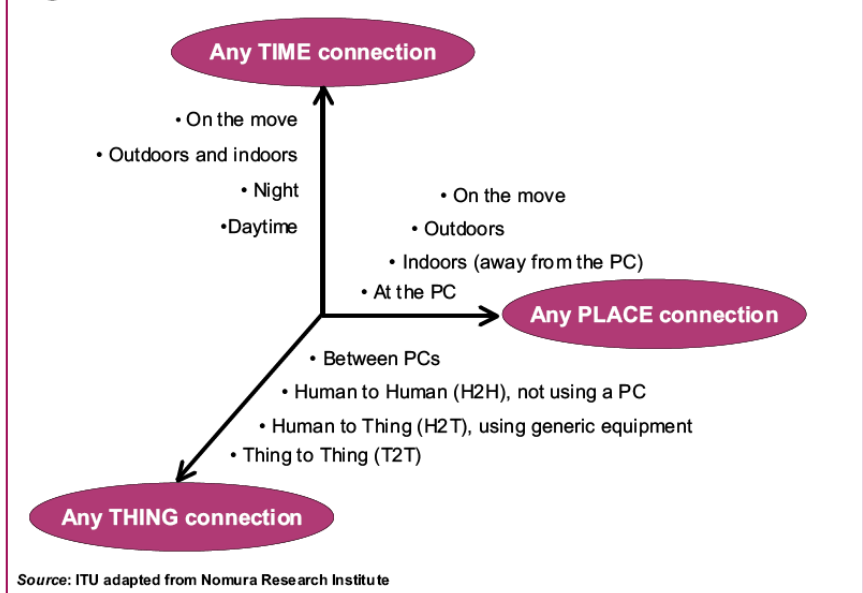 Any TIME connection
• On the move
• Outdoors and indoors
• Night
•Daytime
• On the move
• Outdoors
• Indoors (away from the PC)
• At the PC
Any PLACE connection
• Between PCs
• Human to Human (H2H), not using a PC
• Human to Thing (H2T), using generic equipment
• Thing to Thing (T2T)
Any THING connection
Source: ITU adapted from Nomura Research Institute